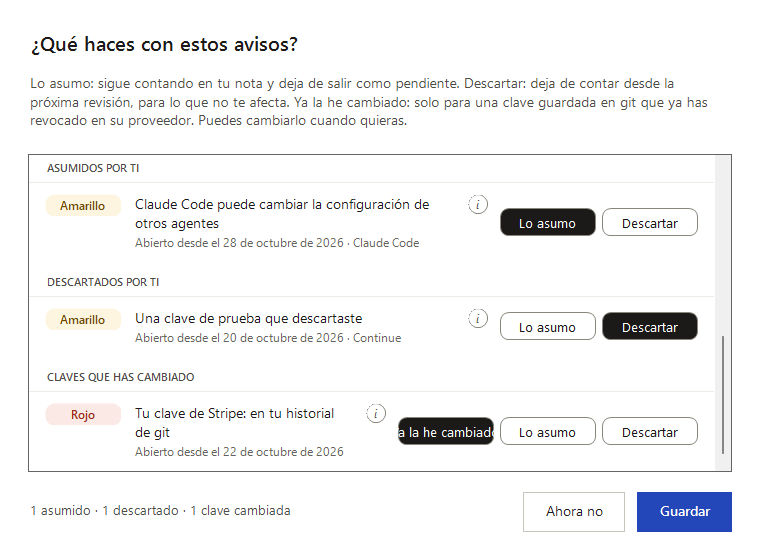 ¿Qué haces con estos avisos?
Lo asumo: sigue contando en tu nota y deja de salir como pendiente. Descartar: deja de contar desde la
próxima revisión, para lo que no te afecta. Ya la he cambiado: solo para una clave guardada en git que ya has
revocado en su proveedor. Puedes cambiarlo cuando quieras.
ASUMIDOS POR TI
Amarillo
Claude Code puede cambiar la configuración de
otros agentes
Abierto desde el 28 de octubre de 2026 · Claude Code
i
Lo asumo
Descartar
DESCARTADOS POR TI
Amarillo
Una clave de prueba que descartaste
Abierto desde el 20 de octubre de 2026 · Continue
i
Lo asumo
Descartar
CLAVES QUE HAS CAMBIADO
Rojo
Tu clave de Stripe: en tu historial
de git
Abierto desde el 22 de octubre de 2026
i
a la he cambiado
Lo asumo
Descartar
1 asumido · 1 descartado · 1 clave cambiada
Ahora no
Guardar